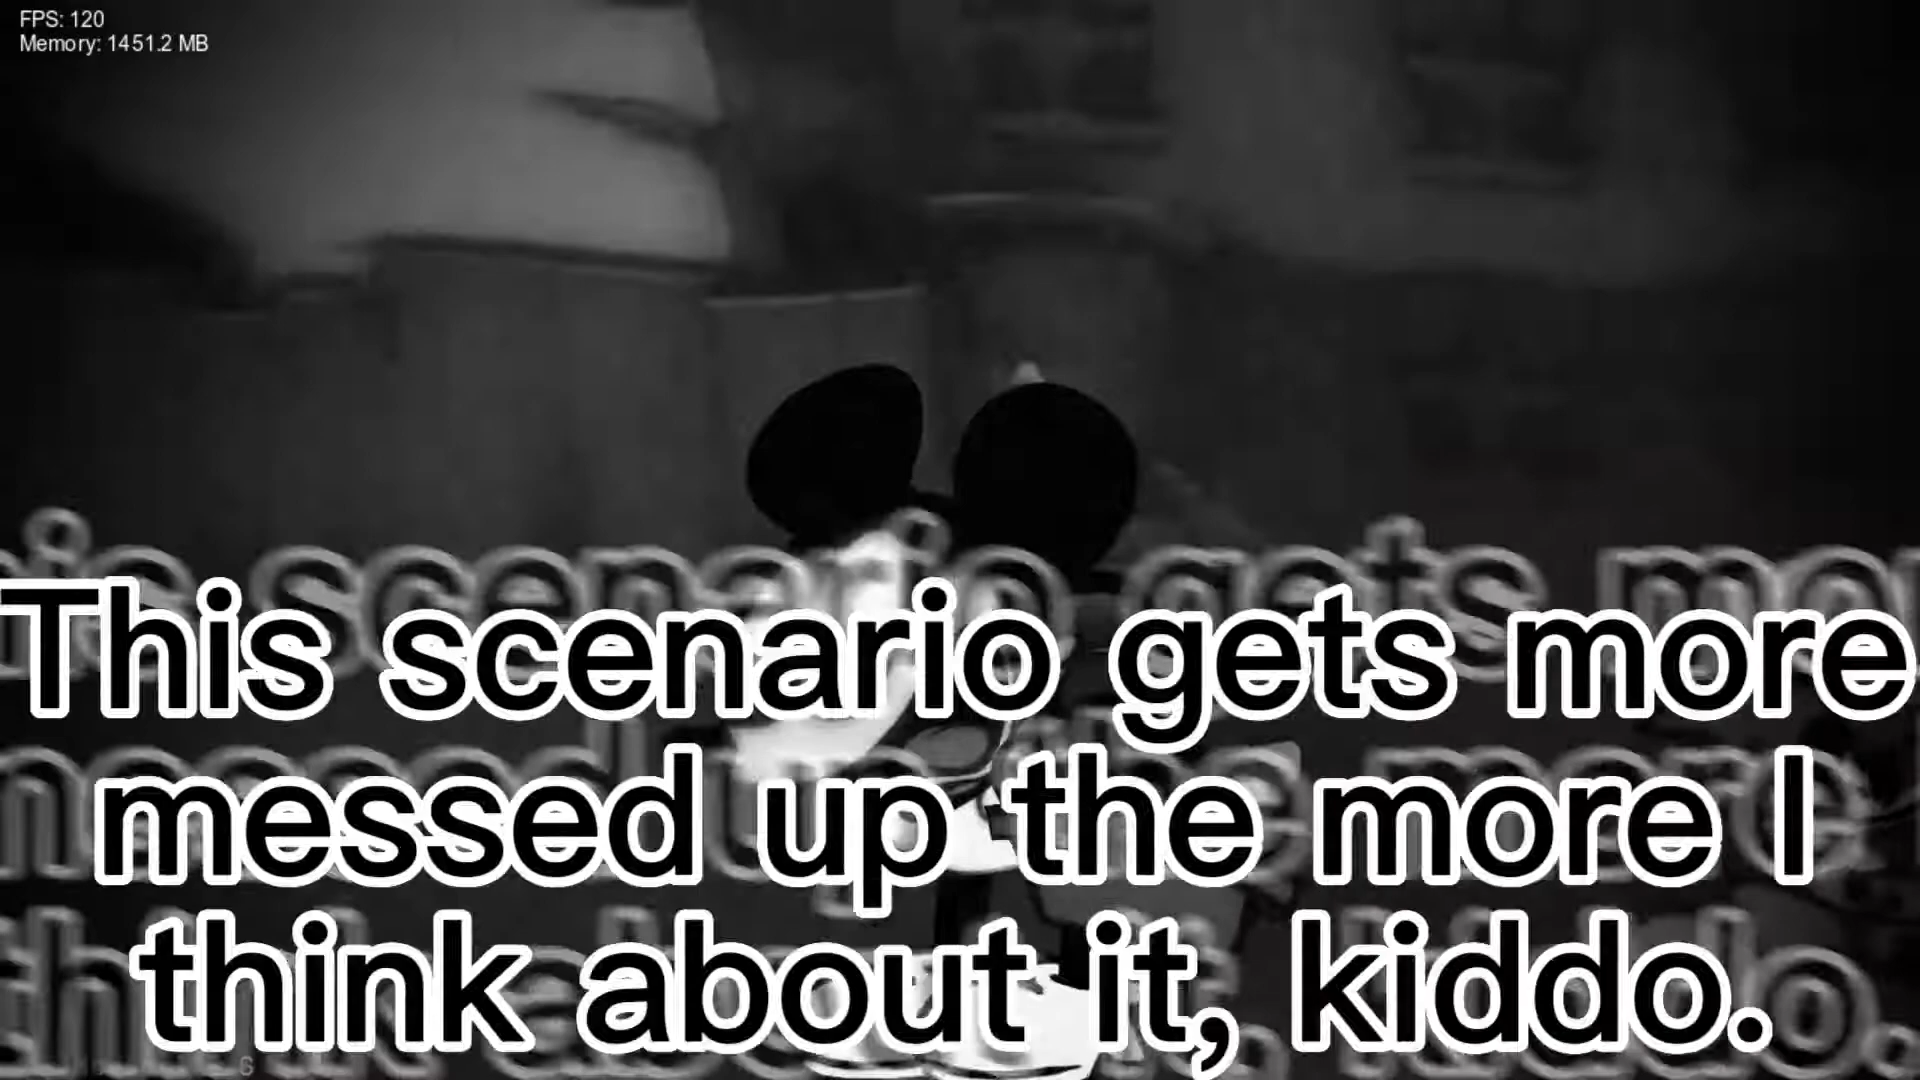 FPS: 120
Memory: 1451.2 MB
This scenario gets more
messed up the more I
think about it, kiddo.